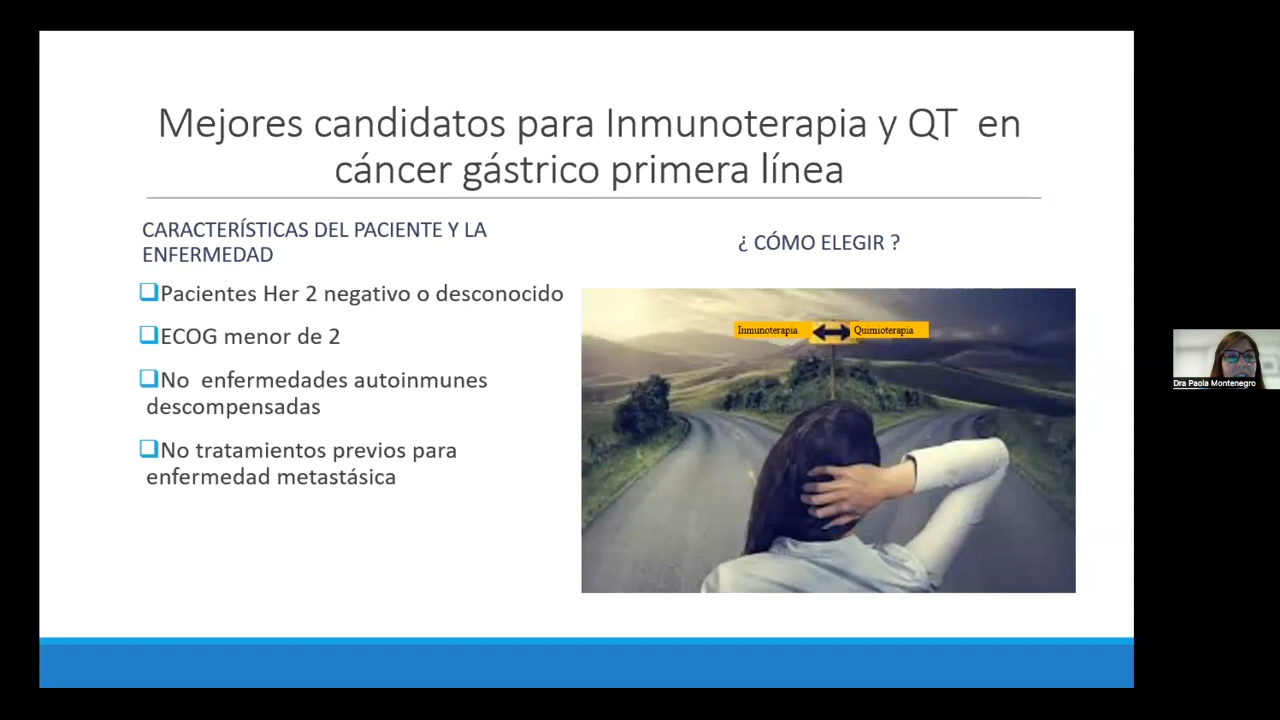 Mejores candidatos para Inmunoterapia y QT en
cáncer gástrico primera línea
CARACTERÍSTICAS DEL PACIENTE Y LA
ENFERMEDAD
Pacientes Her 2 negativo o desconocido
ECOG menor de 2
No enfermedades autoinmunes
descompensadas
No tratamientos previos para
enfermedad metastásica
¿ CÓMO ELEGIR ?
Inmunoterapia
Quimioterapia
Dra Paola Montenegro